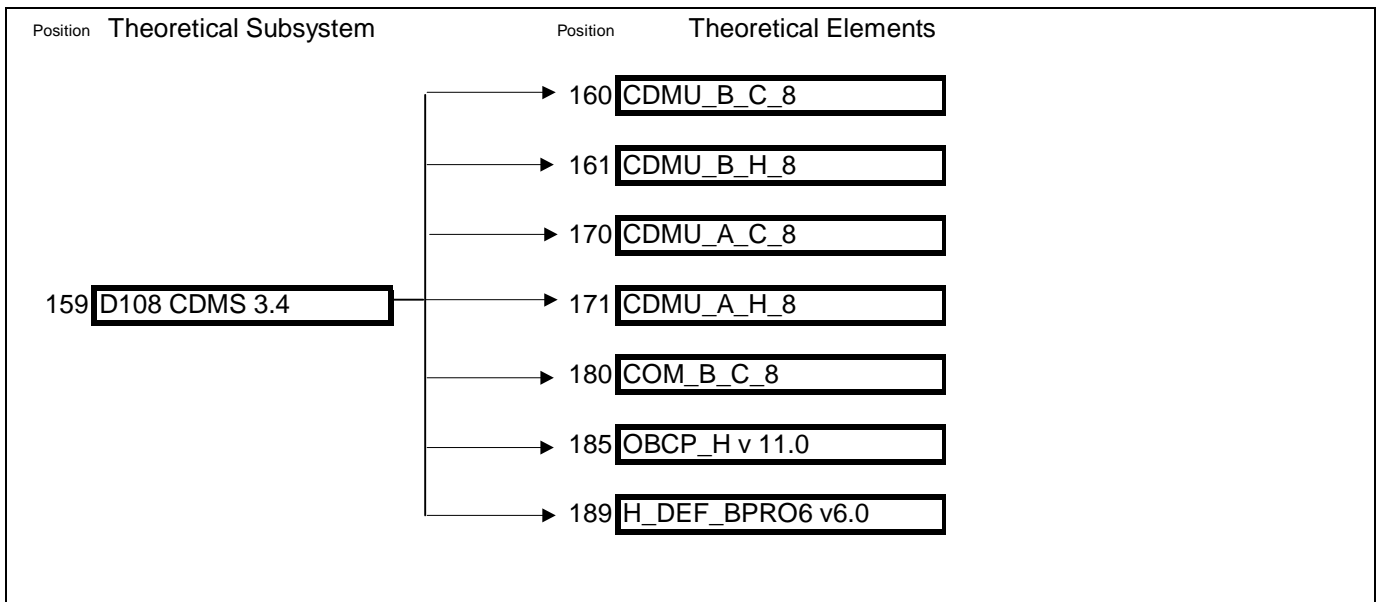 Position Theoretical Subsystem Position Theoretical Elements
160 CDMU_B_C_8
161 CDMU_B_H_8
170 CDMU_A_C_8
159 D108 CDMS 3.4 171 CDMU_A_H_8
180 COM_B_C_8
185 OBCP_H v 11.0
189 H_DEF_BPRO6 v6.0